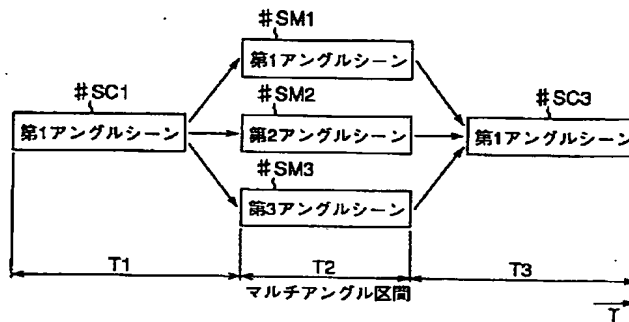 #SM1
第1アングルシーン
#SC1
第1アングルシーン
#SM2
第2アングルシーン
#SC3
第1アングルシーン
#SM3
第3アングルシーン
T1
T2
T3
マルチアングル区間
T